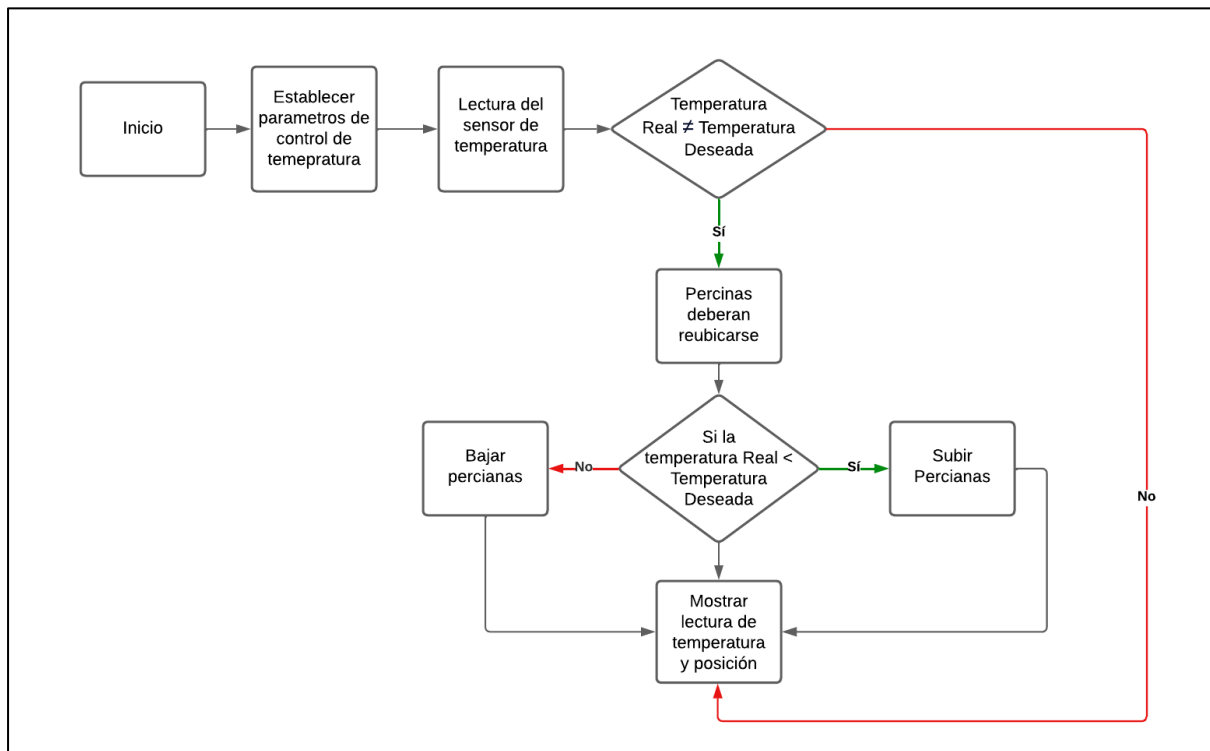 Inicio
Establecer
parametros de
control de
temepratura
Lectura del
sensor de
temperatura
Temperatura
Real ≠ Temperatura
Deseada
Sí
Percinas
deberan
reubicarse
Bajar
percianas
No
Si la
temperatura Real <
Temperatura
Deseada
Sí
Subir
Percianas
No
Mostrar
lectura de
temperatura
y posición